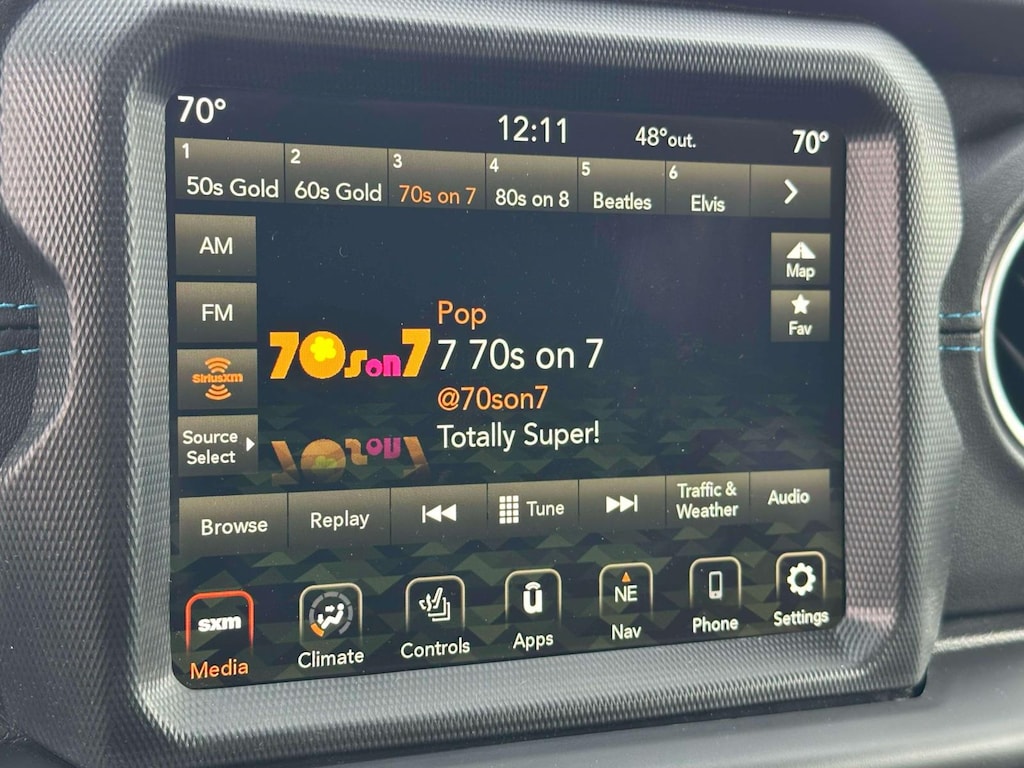 70° 12:11 48°out. 70°
1 2 3 4 5 6
50s Gold 60s Gold 70s on 7 80s on 8 Beatles Elvis
AM
FM
SiriusXM
Source
Select
Map
Fav
70s on 7
Pop
7 70s on 7
@70son7
Totally Super!
Browse Replay Tune Traffic &
Weather Audio
sxm
Media
Climate
Controls
Apps
NE
Nav
Phone
Settings